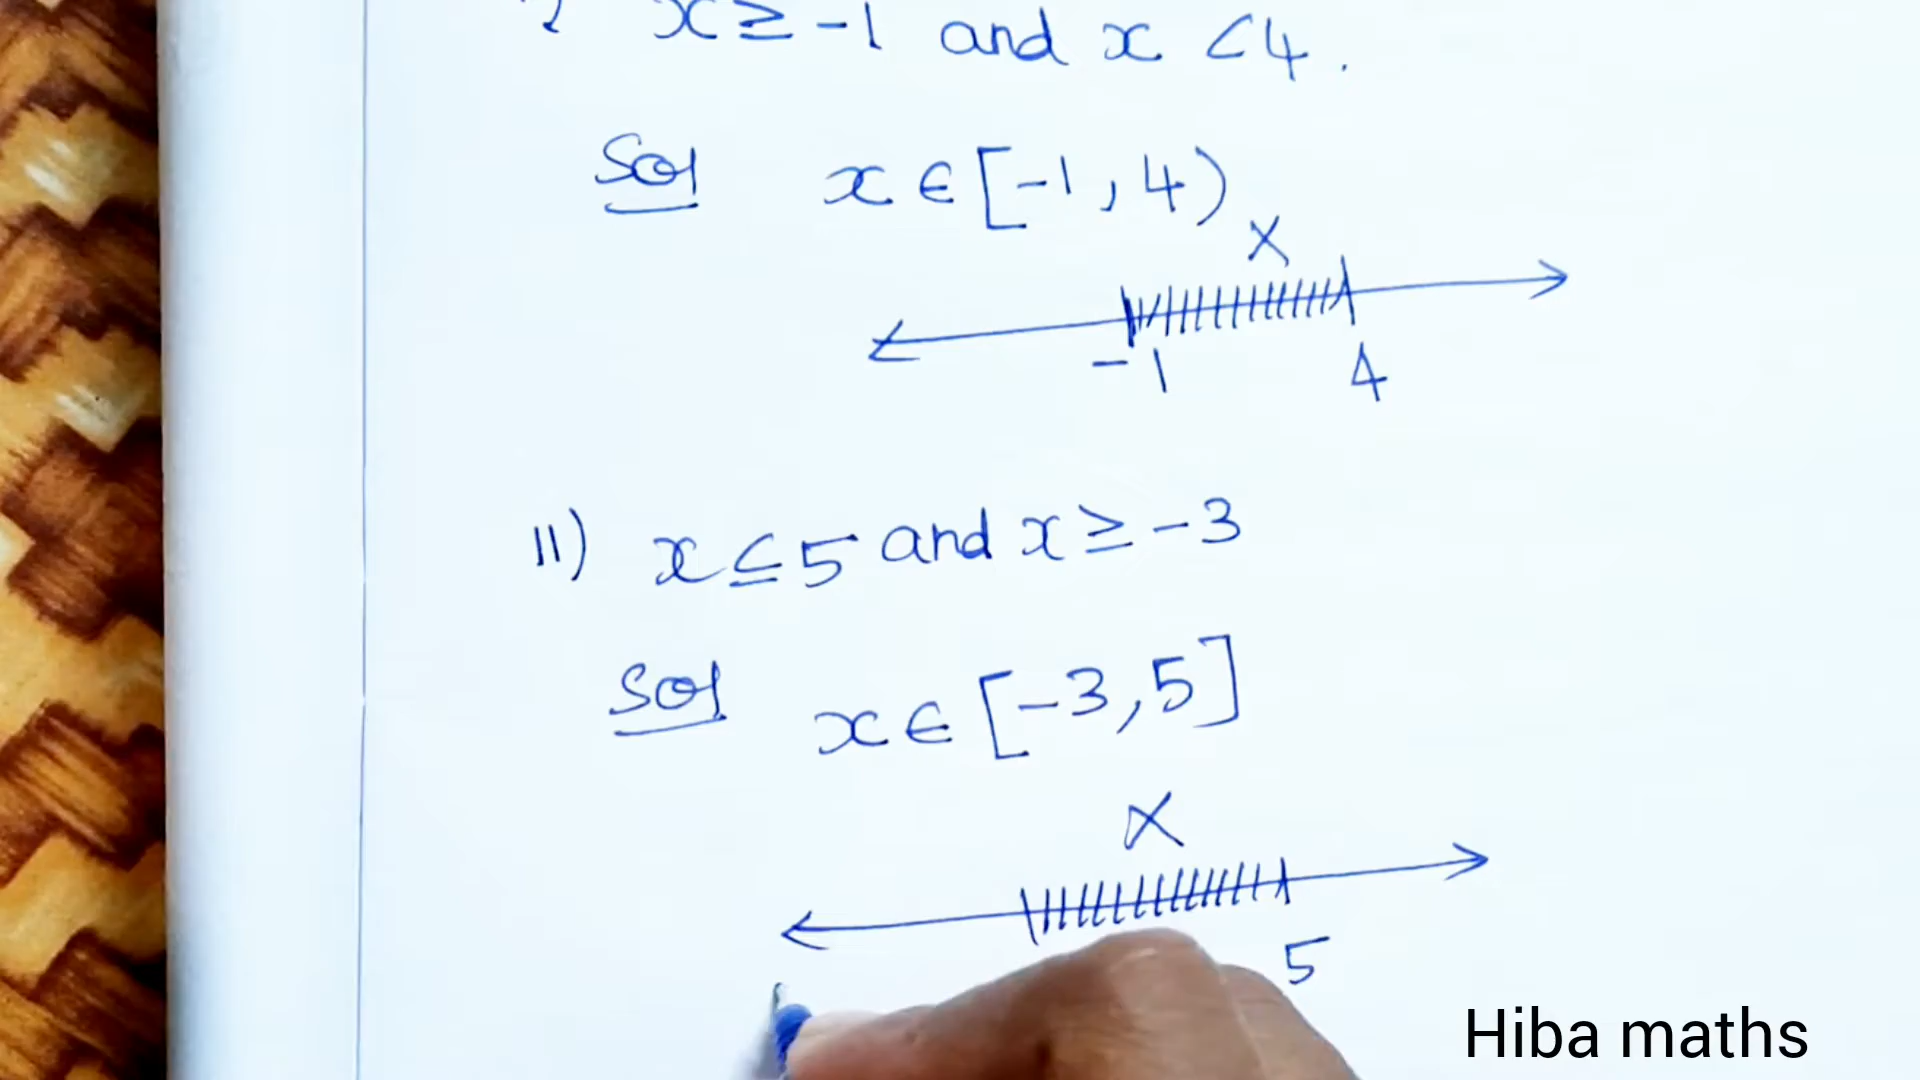 x ≥ -1 and x < 4.
Sol x ∈ [-1, 4)
x
-1 4
II) x ≤ 5 and x ≥ -3
Sol x ∈ [-3, 5]
x
5
Hiba maths